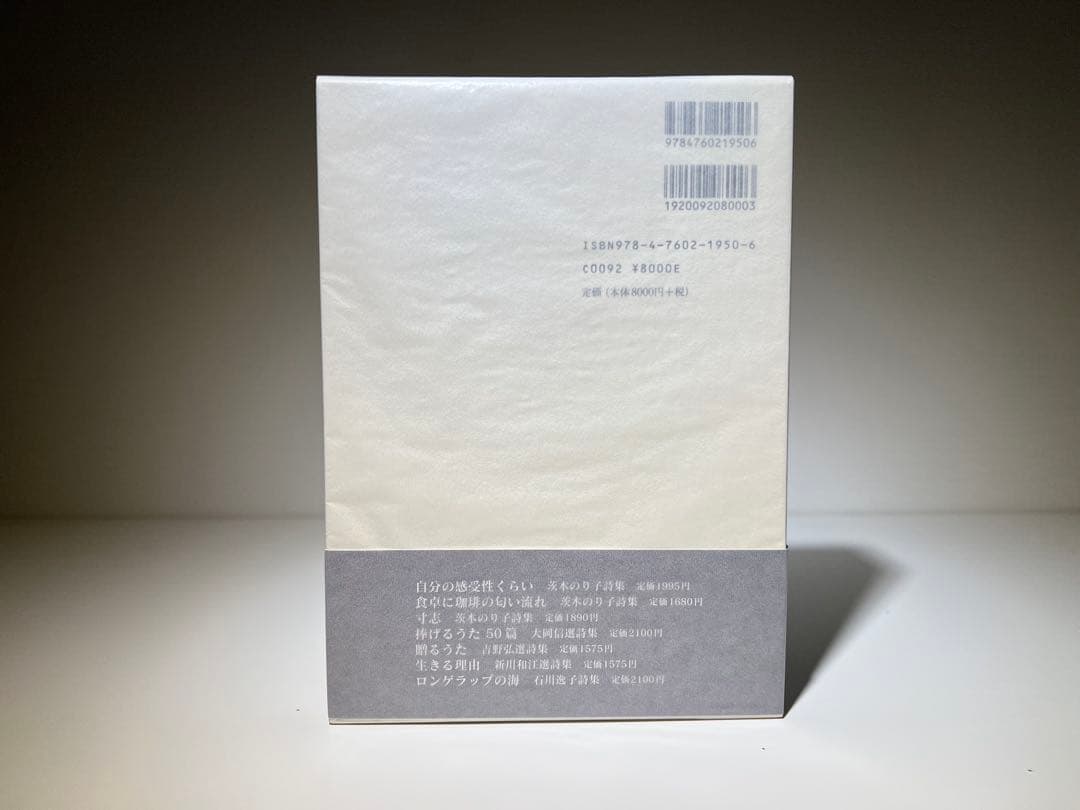 9784760219506
1920092080003
ISBN978-4-7602-1950-6
C0092 ¥8000E
定価（本体8000円＋税）
自分の感受性くらい 茨木のり子詩集 定価1995円
食卓に珈琲の匂い流れ 茨木のり子詩集 定価1680円
寸志 茨木のり子詩集 定価1890円
捧げるうた 50篇 大岡信選詩集 定価2100円
贈るうた 吉野弘選詩集 定価1575円
生きる理由 新川和江選詩集 定価1575円
ロンゲラップの海 石川逸子詩集 定価2100円